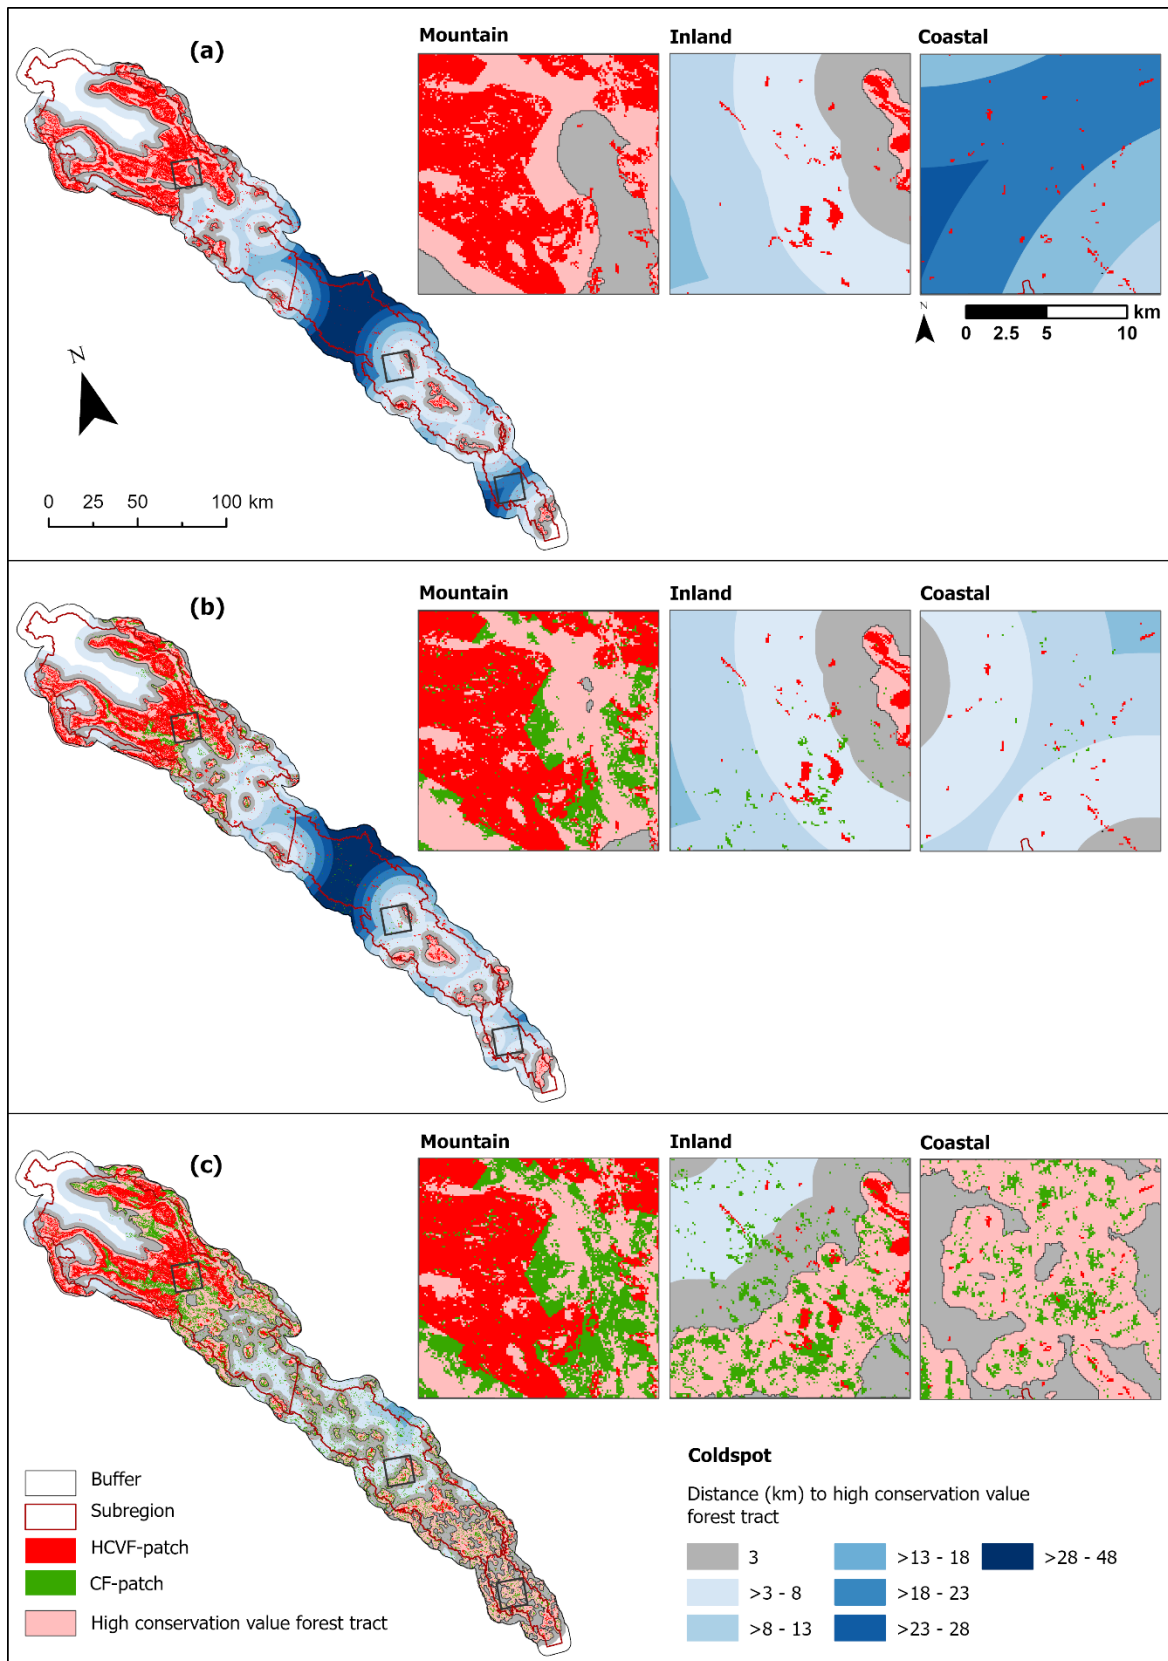 (a)
Mountain
Inland
Coastal
N
0 25 50 100 km
N
km
0 2.5 5 10
(b)
Mountain
Inland
Coastal
(c)
Mountain
Inland
Coastal
Buffer
Subregion
HCVF-patch
CF-patch
High conservation value forest tract
Coldspot
Distance (km) to high conservation value
forest tract
3
>3 - 8
>8 - 13
>13 - 18
>18 - 23
>23 - 28
>28 - 48